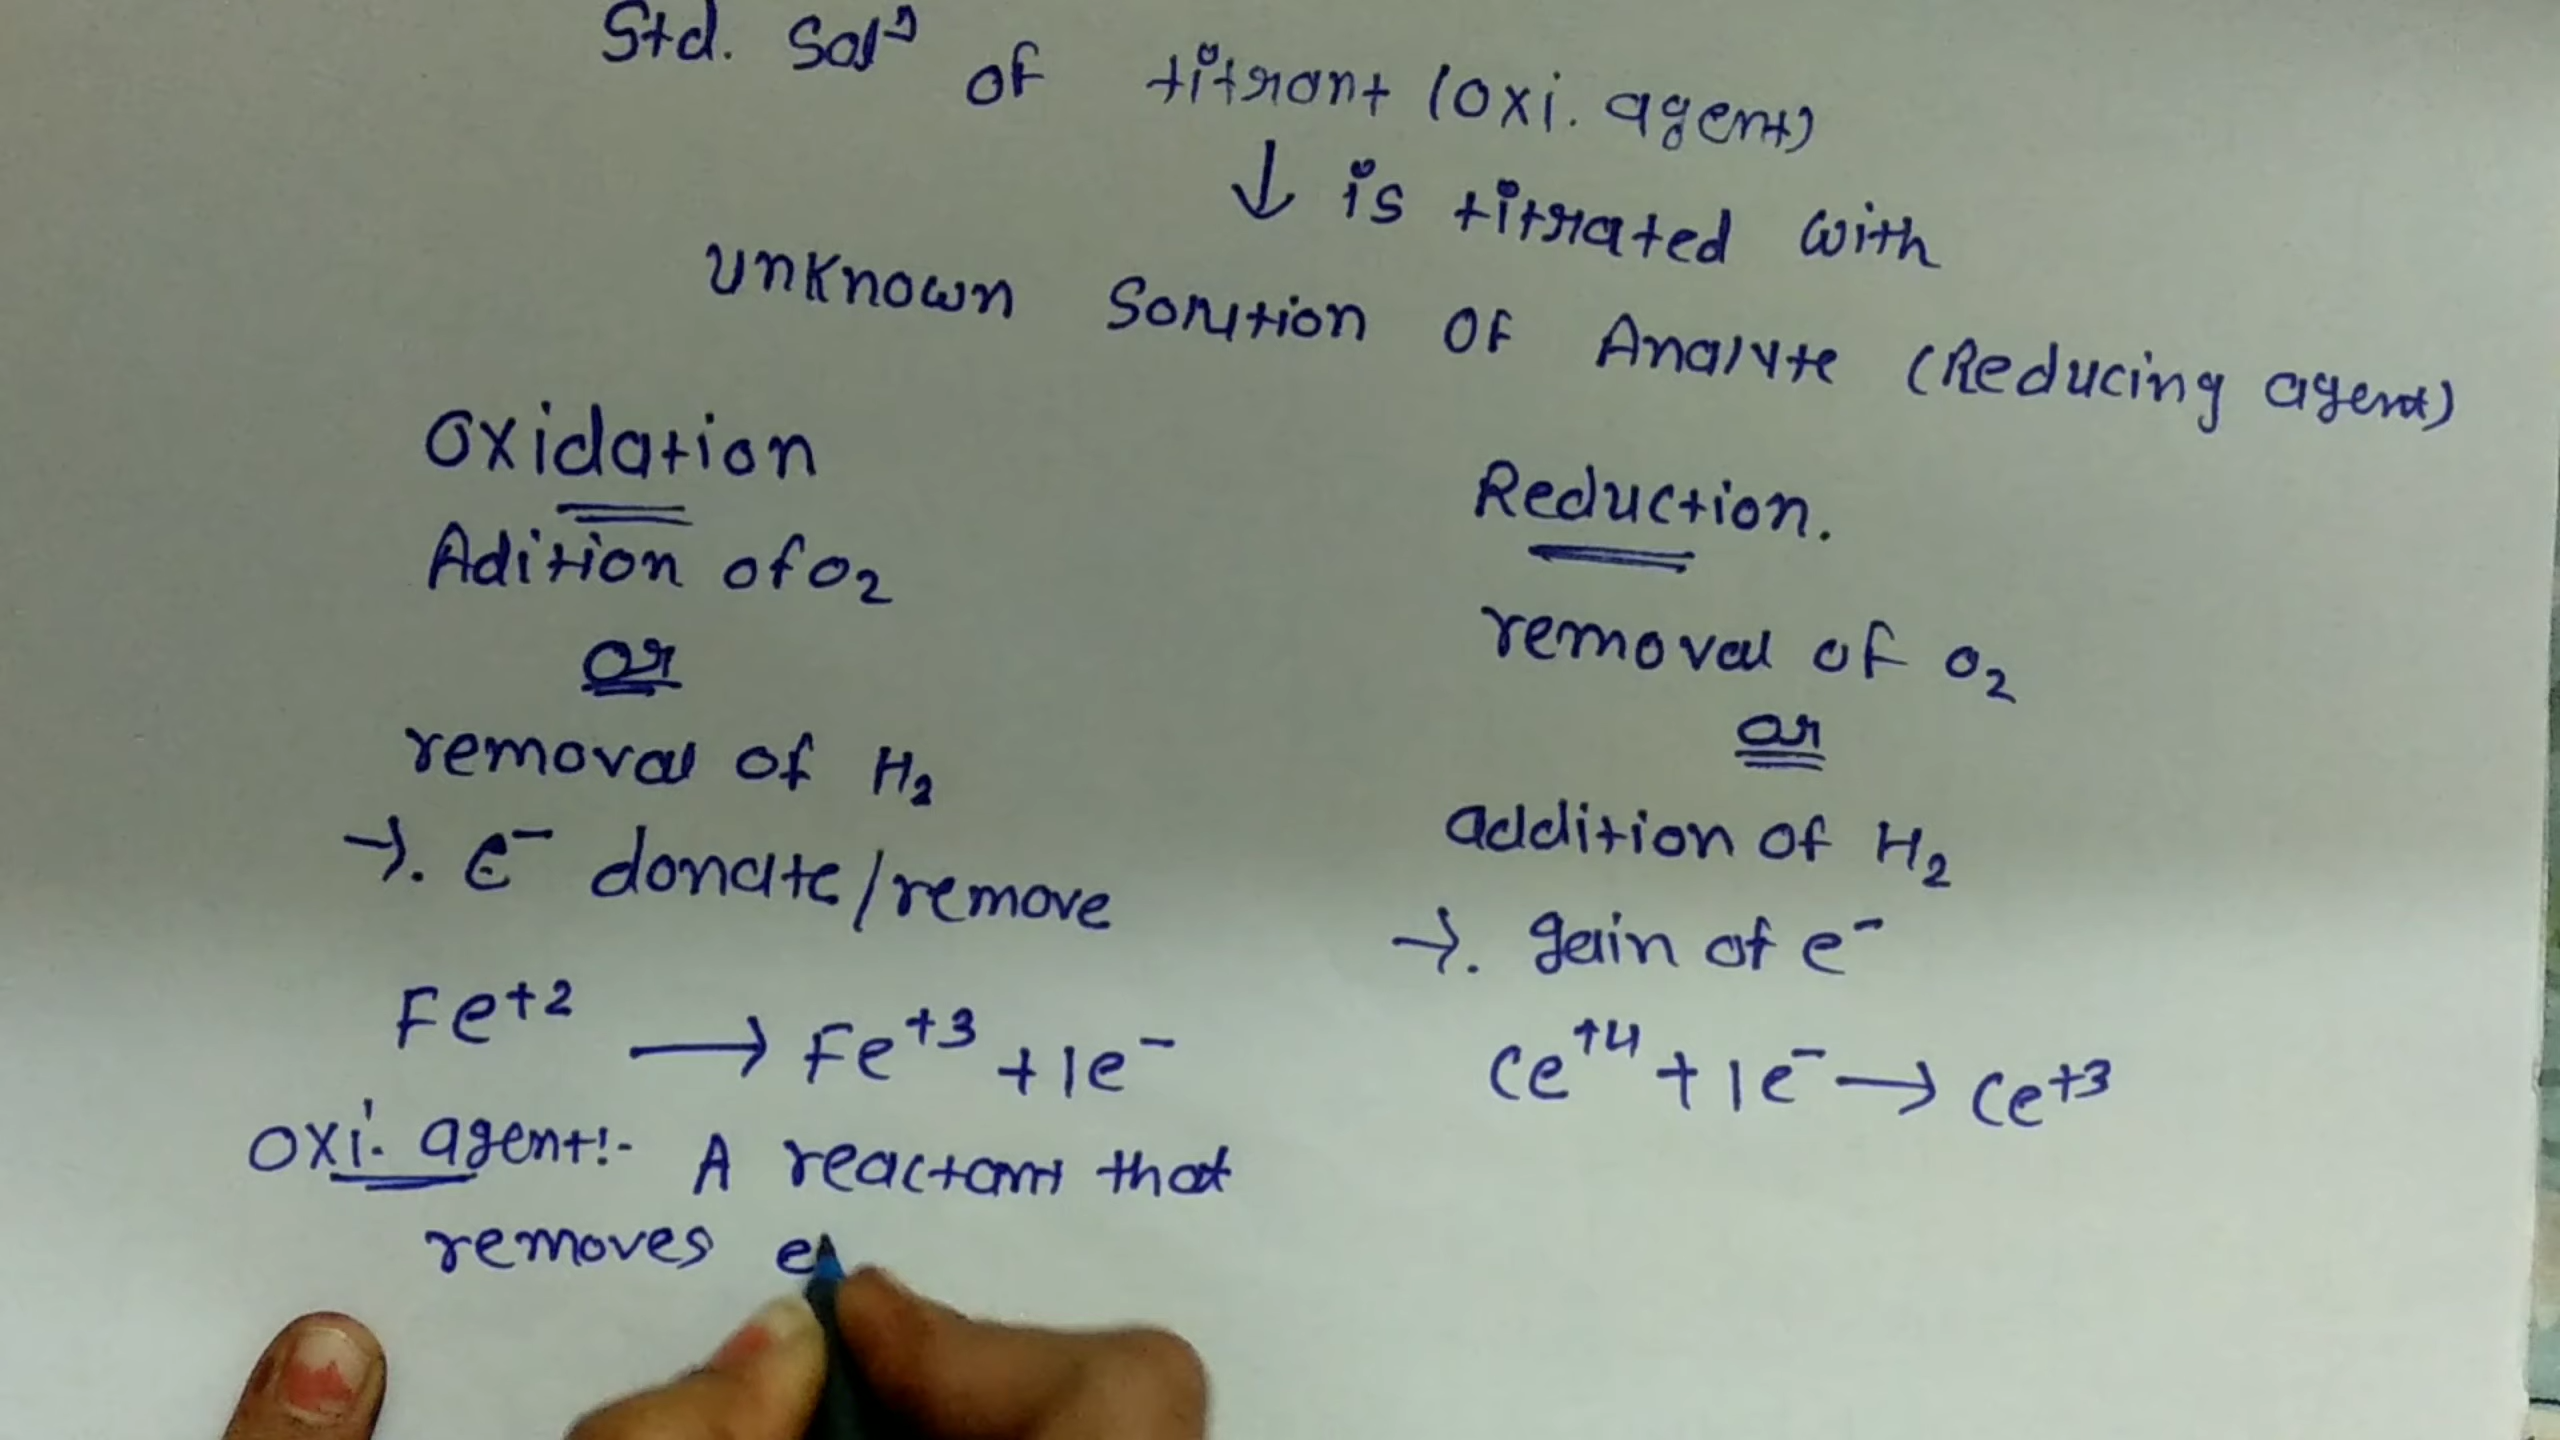 Std. Solⁿ of titrant (oxi. agent)
↓ is titrated with
unknown Solution of Analyte (Reducing agent)
Oxidation
Adition of O₂
or
removal of H₂
→. e⁻ donate/remove
Fe⁺² → Fe⁺³ + 1e⁻
Oxi. agent:- A reactant that
removes e
Reduction.
removal of O₂
or
addition of H₂
→. gain of e⁻
Ce⁺⁴ + 1e⁻ → Ce⁺³